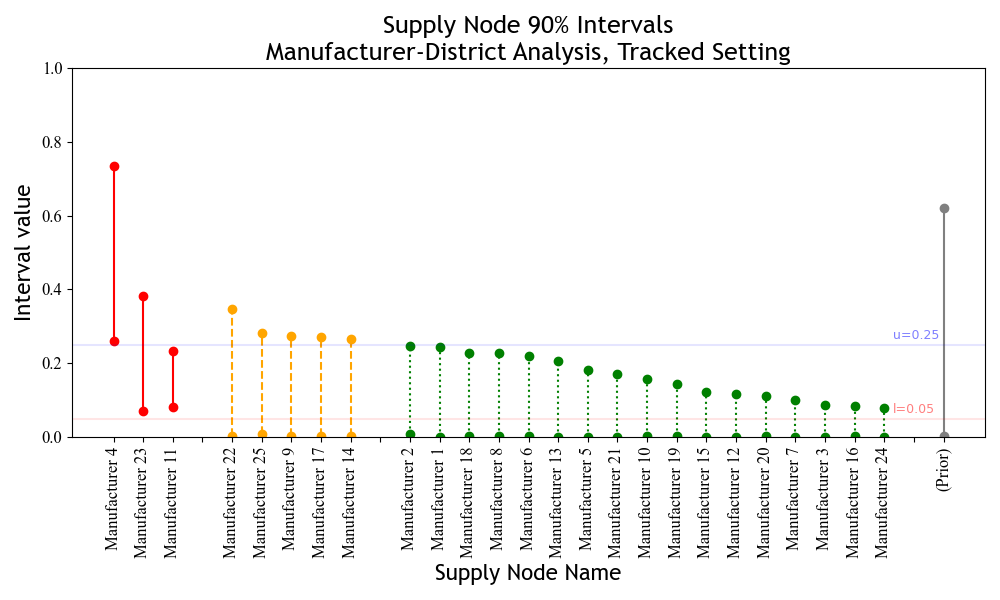 Supply Node 90% Intervals
Manufacturer-District Analysis, Tracked Setting
Interval value
1.0
0.8
0.6
0.4
0.2
0.0
u=0.25
l=0.05
Manufacturer 4
Manufacturer 23
Manufacturer 11
Manufacturer 22
Manufacturer 25
Manufacturer 9
Manufacturer 17
Manufacturer 14
Manufacturer 2
Manufacturer 1
Manufacturer 18
Manufacturer 8
Manufacturer 6
Manufacturer 13
Manufacturer 5
Manufacturer 21
Manufacturer 10
Manufacturer 19
Manufacturer 15
Manufacturer 12
Manufacturer 20
Manufacturer 7
Manufacturer 3
Manufacturer 16
Manufacturer 24
(Prior)
Supply Node Name